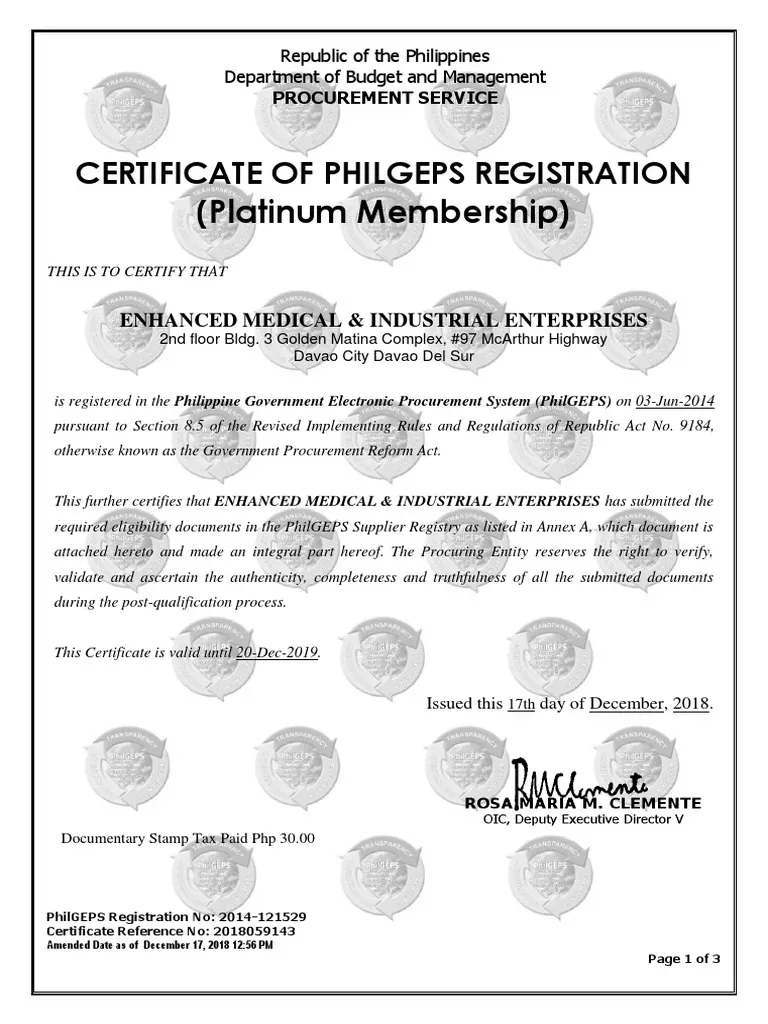 Republic of the Philippines
Department of Budget and Management
PROCUREMENT SERVICE
CERTIFICATE OF PHILGEPS REGISTRATION
(Platinum Membership)
THIS IS TO CERTIFY THAT
ENHANCED MEDICAL & INDUSTRIAL ENTERPRISES
2nd floor Bldg. 3 Golden Matina Complex, #97 McArthur Highway
Davao City Davao Del Sur
is registered in the Philippine Government Electronic Procurement System (PhilGEPS) on 03-Jun-2014
pursuant to Section 8.5 of the Revised Implementing Rules and Regulations of Republic Act No. 9184,
otherwise known as the Government Procurement Reform Act.
This further certifies that ENHANCED MEDICAL & INDUSTRIAL ENTERPRISES has submitted the
required eligibility documents in the PhilGEPS Supplier Registry as listed in Annex A, which document is
attached hereto and made an integral part hereof. The Procuring Entity reserves the right to verify,
validate and ascertain the authenticity, completeness and truthfulness of all the submitted documents
during the post-qualification process.
This Certificate is valid until 20-Dec-2019.
Issued this 17th day of December, 2018.
RMClemente
ROSA MARIA M. CLEMENTE
OIC, Deputy Executive Director V
Documentary Stamp Tax Paid Php 30.00
PhilGEPS Registration No: 2014-121529
Certificate Reference No: 2018059143
Amended Date as of December 17, 2018 12:56 PM
Page 1 of 3